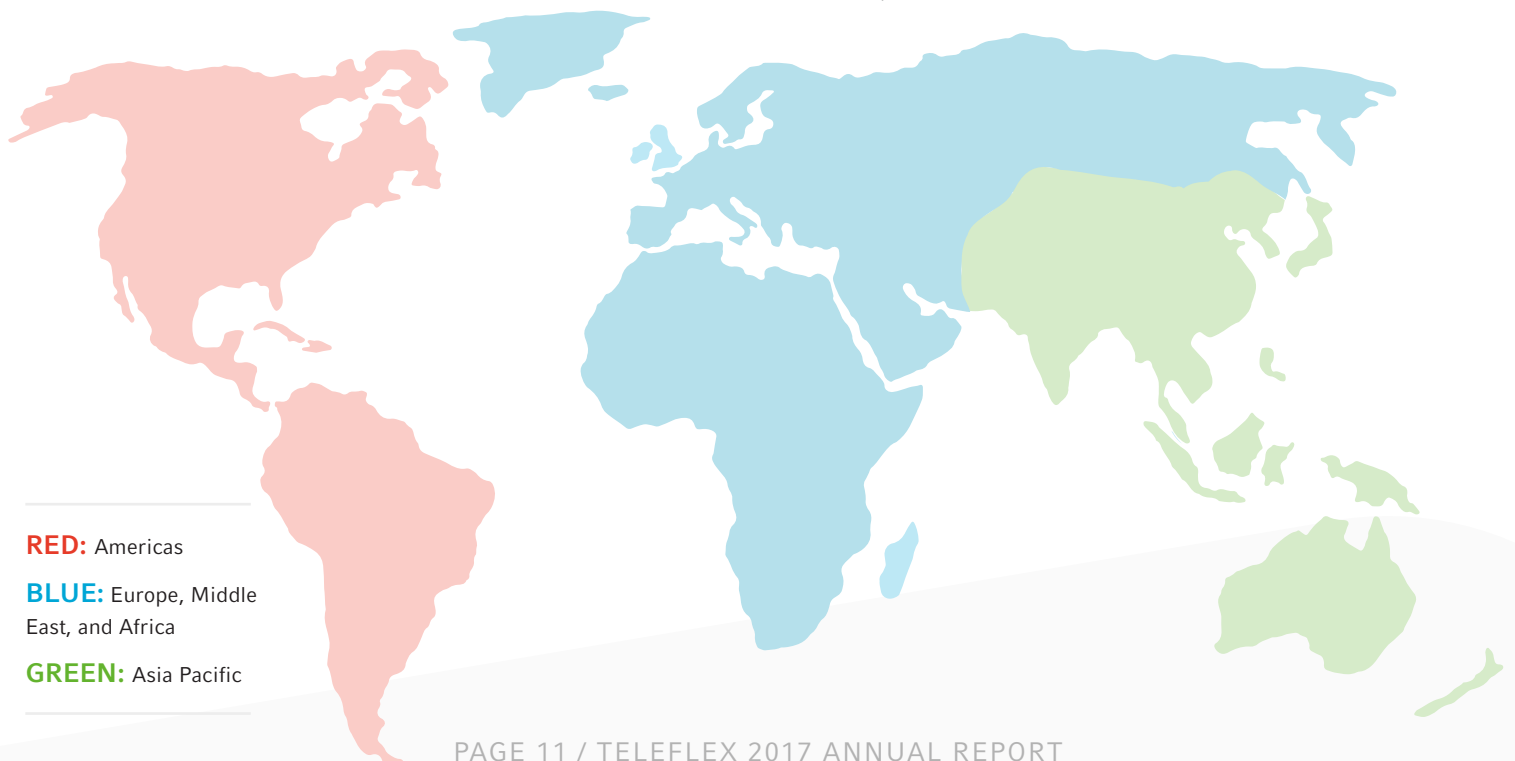 RED: Americas
BLUE: Europe, Middle
East, and Africa
GREEN: Asia Pacific
PAGE 11 / TELEFLEX 2017 ANNUAL REPORT